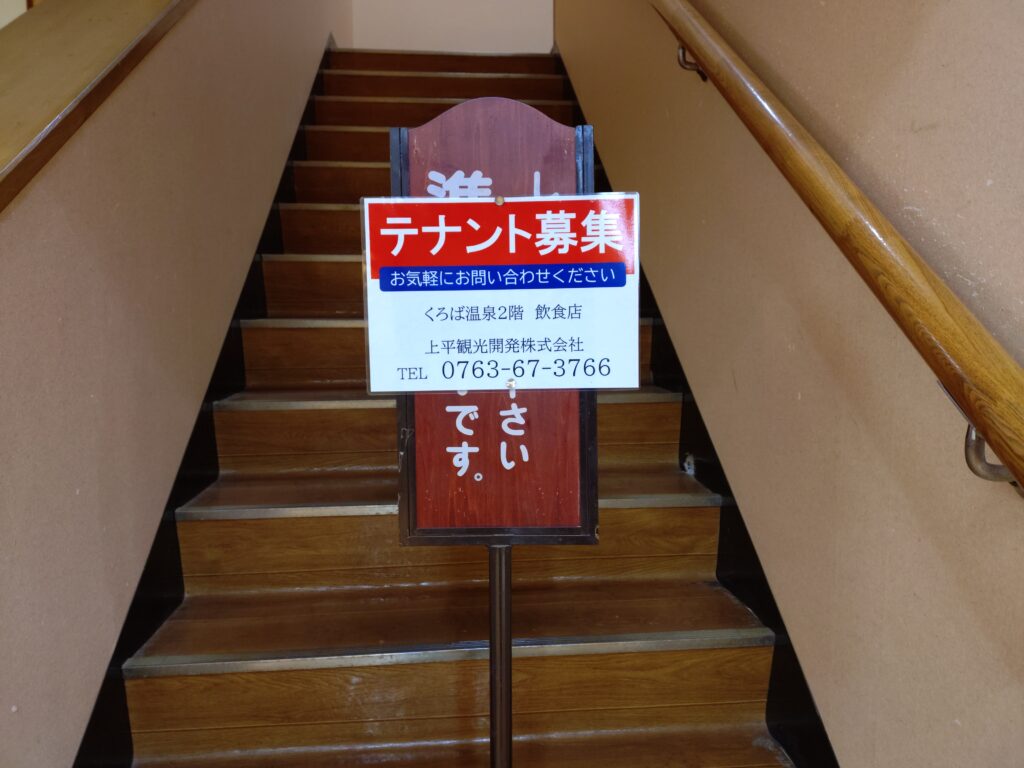 テナント募集
お気軽にお問い合わせください
くろば温泉2階 飲食店
上平観光開発株式会社
TEL 0763-67-3766
準
です。
さい